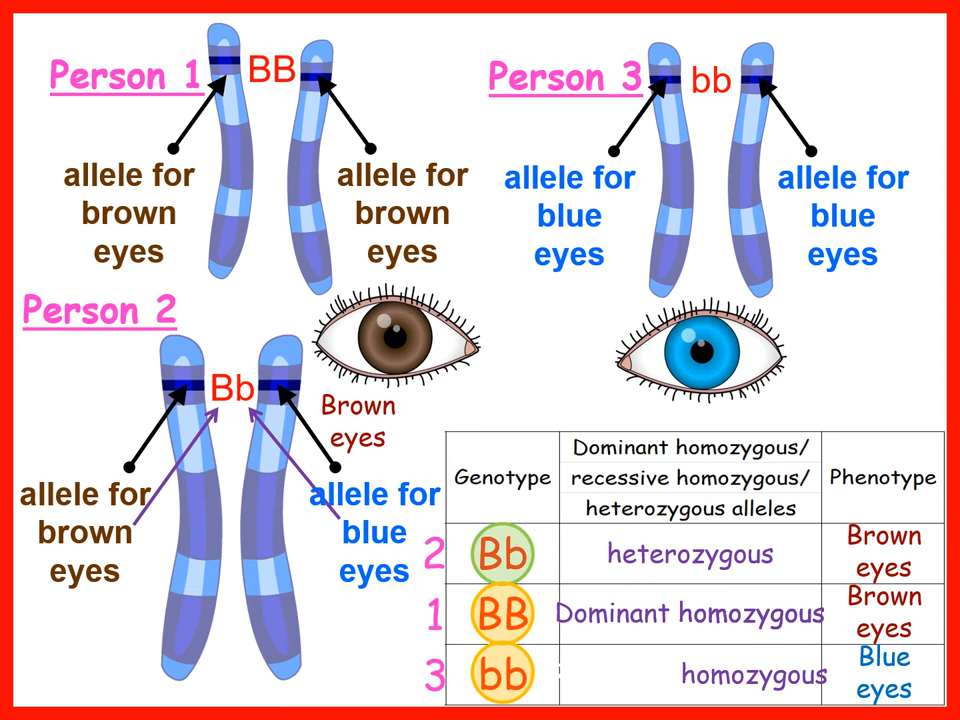 Person 1
BB
allele for
brown
eyes
allele for
brown
eyes
Person 3
bb
allele for
blue
eyes
allele for
blue
eyes
Person 2
Bb
allele for
brown
eyes
allele for
blue
eyes
Brown
eyes
Genotype
Dominant homozygous/
recessive homozygous/
heterozygous alleles
Phenotype
2 Bb heterozygous Brown
eyes
1 BB Dominant homozygous Brown
eyes
3 bb homozygous Blue
eyes